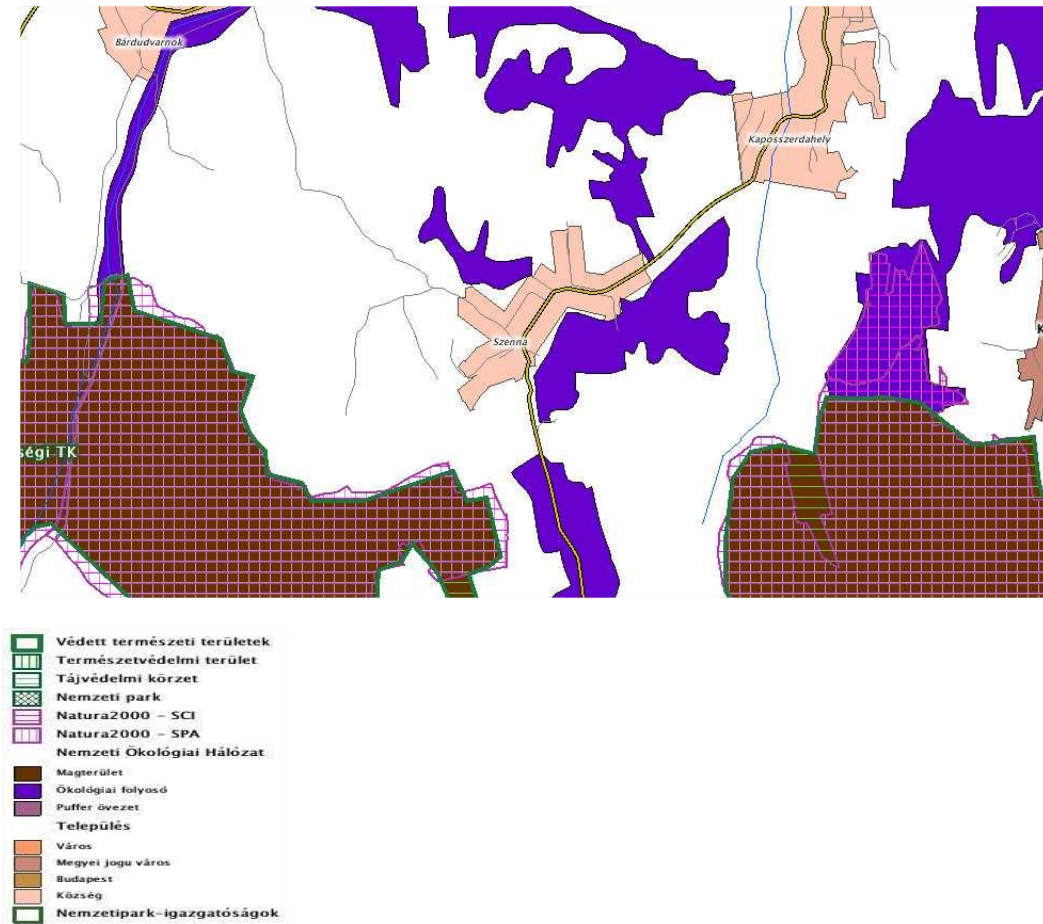 Bárdudvarnok
Kaposszerdahely
Szenna
K
ségi TK
Védett természeti területek
Természetvédelmi terület
Tájvédelmi körzet
Nemzeti park
Natura2000 - SCI
Natura2000 - SPA
Nemzeti Ökológiai Hálózat
Magterület
Ökológiai folyosó
Puffer övezet
Település
Város
Megyei jogu város
Budapest
Község
Nemzetipark-igazgatóságok